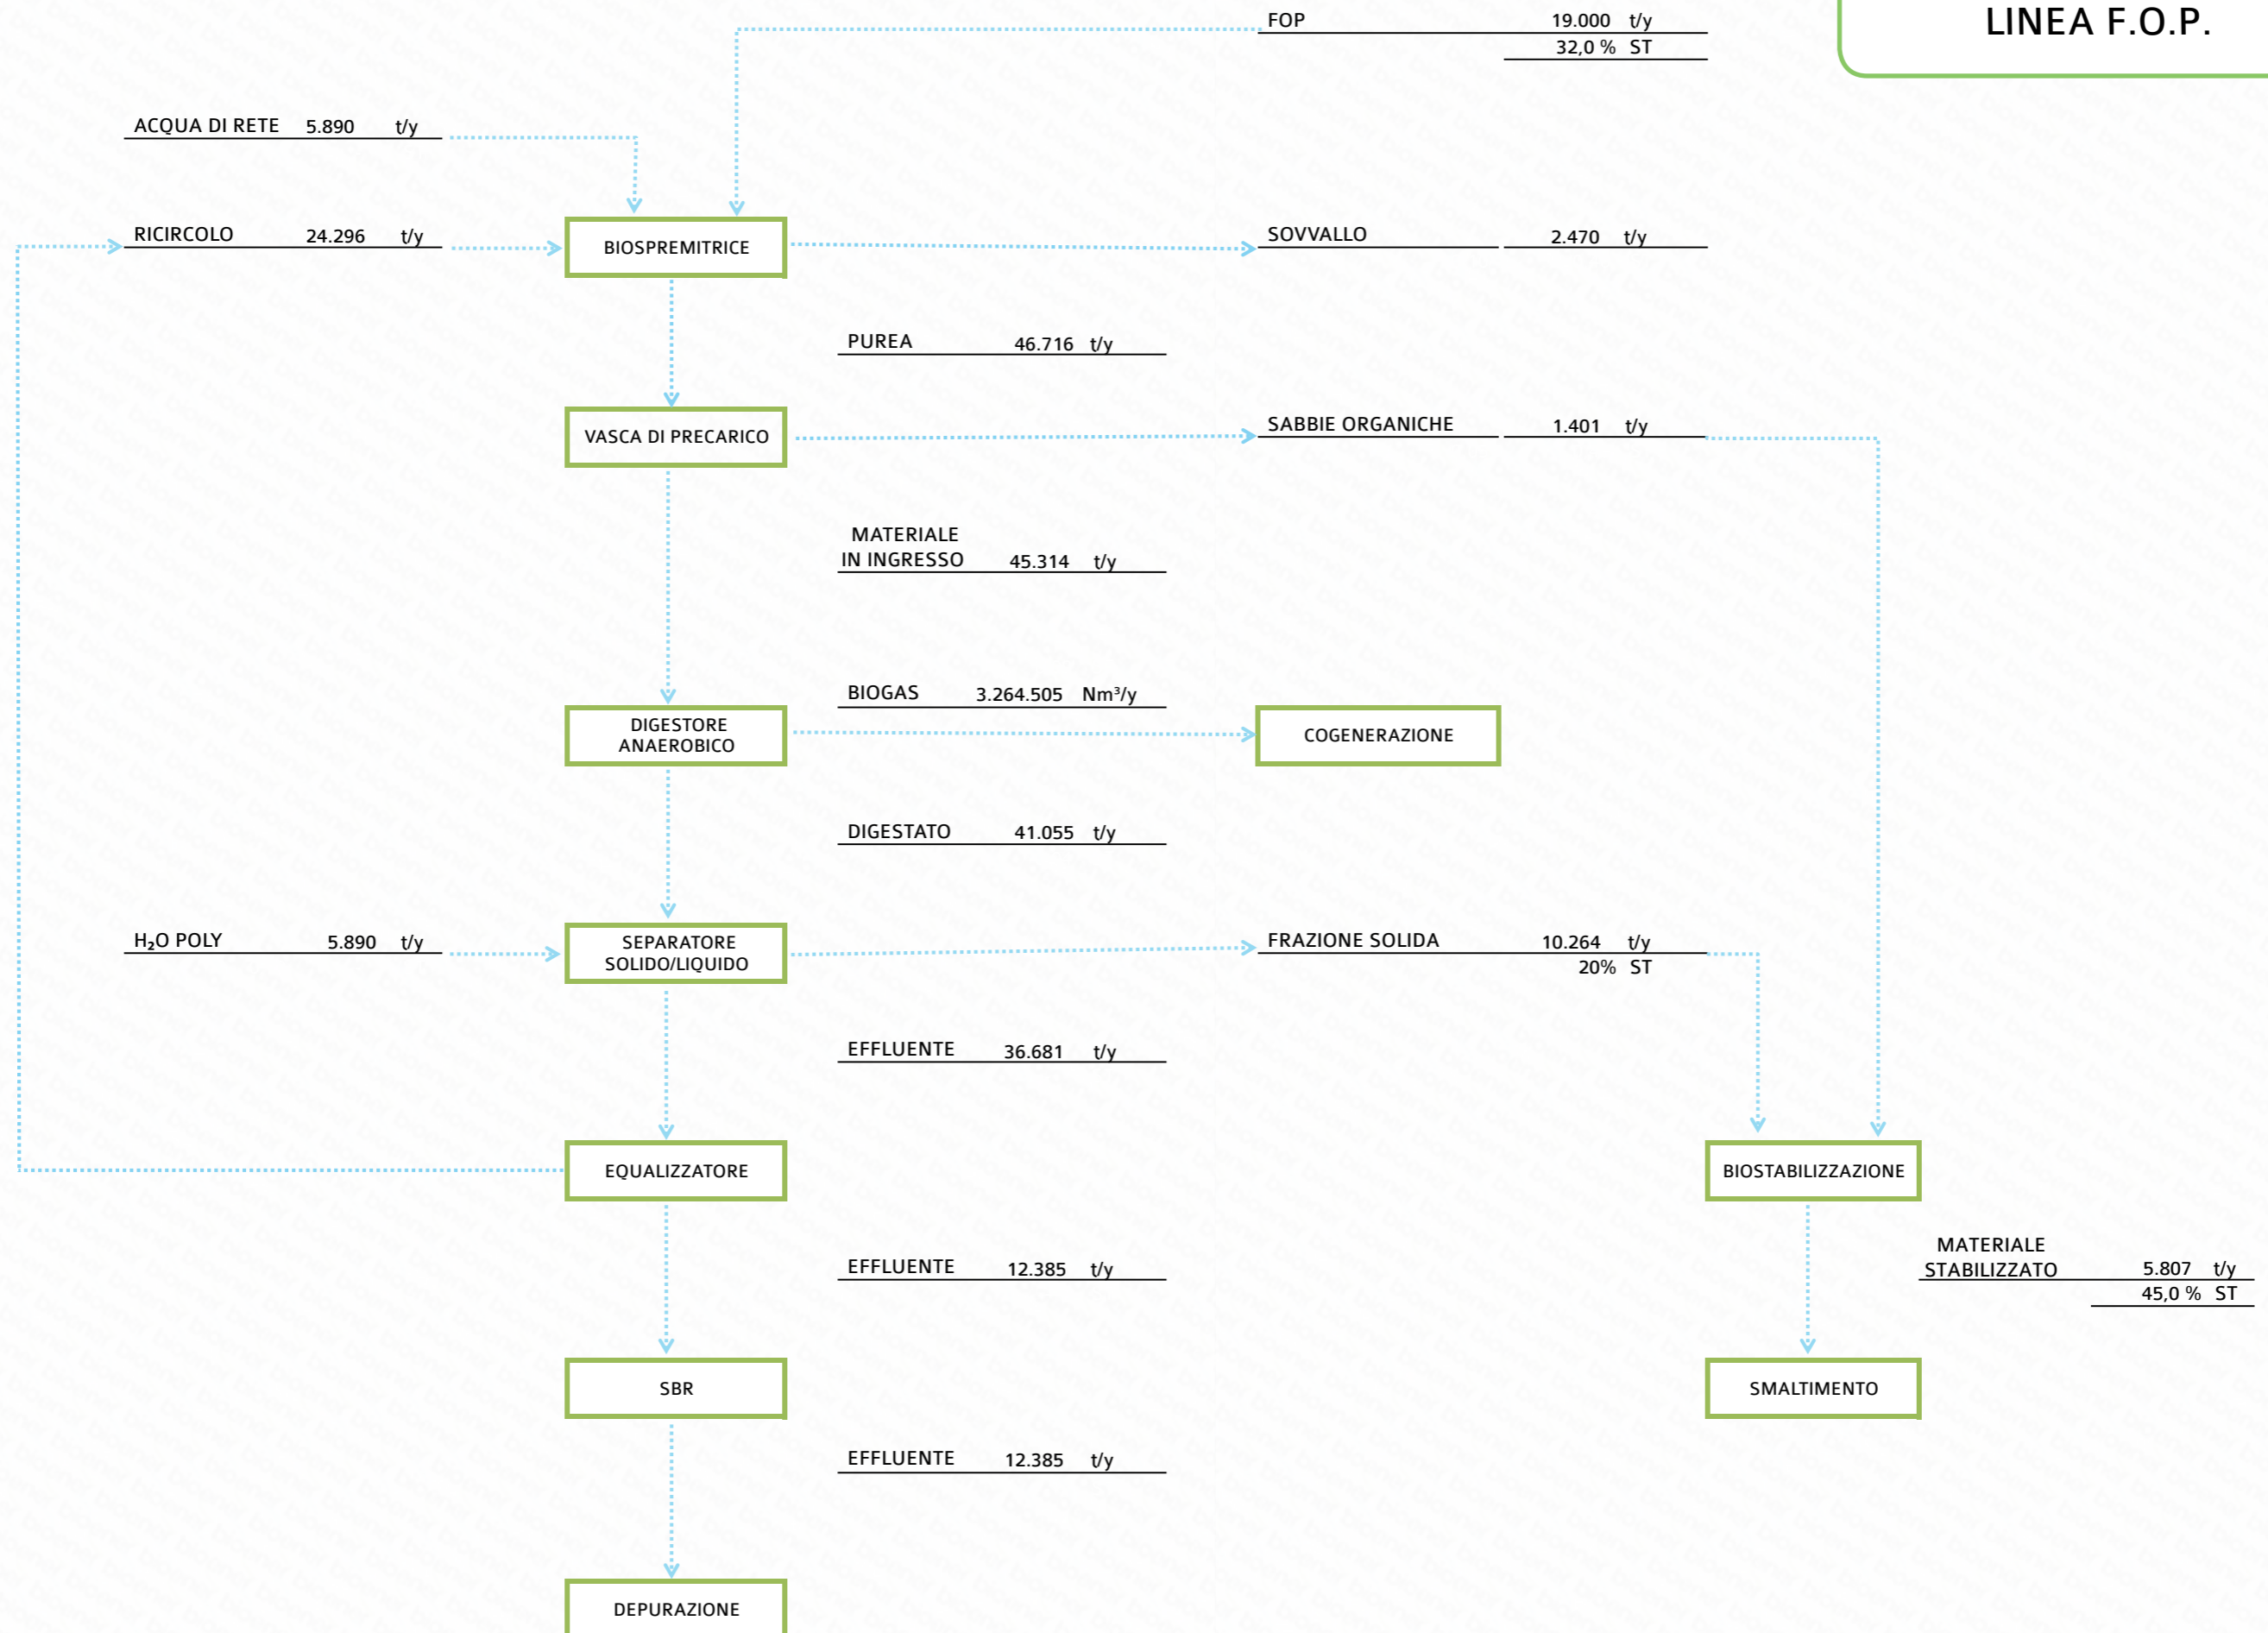 LINEA F.O.P.
FOP 19.000 t/y
32,0 % ST
ACQUA DI RETE 5.890 t/y
RICIRCOLO 24.296 t/y
BIOSPREMITRICE
SOVVALLO 2.470 t/y
PUREA 46.716 t/y
VASCA DI PRECARICO
SABBIE ORGANICHE 1.401 t/y
MATERIALE
IN INGRESSO 45.314 t/y
BIOGAS 3.264.505 Nm³/y
DIGESTORE
ANAEROBICO
COGENERAZIONE
DIGESTATO 41.055 t/y
H₂O POLY 5.890 t/y
SEPARATORE
SOLIDO/LIQUIDO
FRAZIONE SOLIDA 10.264 t/y
20% ST
EFFLUENTE 36.681 t/y
EQUALIZZATORE
BIOSTABILIZZAZIONE
EFFLUENTE 12.385 t/y
MATERIALE
STABILIZZATO 5.807 t/y
45,0 % ST
SBR
SMALTIMENTO
EFFLUENTE 12.385 t/y
DEPURAZIONE